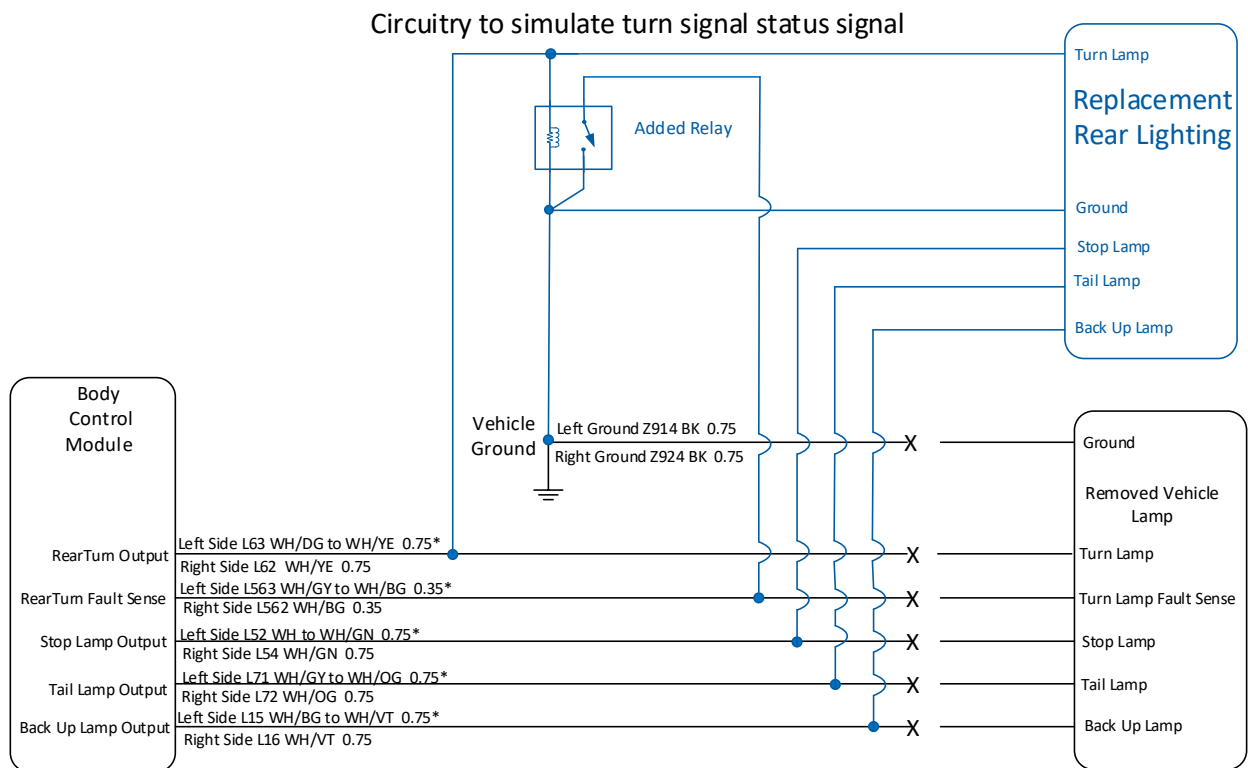 Circuitry to simulate turn signal status signal
Turn Lamp
Replacement
Rear Lighting
Added Relay
Ground
Stop Lamp
Tail Lamp
Back Up Lamp
Body
Control
Module
Vehicle
Ground
Left Ground Z914 BK 0.75
Right Ground Z924 BK 0.75
X
Ground
Removed Vehicle
Lamp
RearTurn Output
Left Side L63 WH/DG to WH/YE 0.75*
Right Side L62 WH/YE 0.75
X
Turn Lamp
RearTurn Fault Sense
Left Side L563 WH/GY to WH/BG 0.35*
Right Side L562 WH/BG 0.35
X
Turn Lamp Fault Sense
Stop Lamp Output
Left Side L52 WH to WH/GN 0.75*
Right Side L54 WH/GN 0.75
X
Stop Lamp
Tail Lamp Output
Left Side L71 WH/GY to WH/OG 0.75*
Right Side L72 WH/OG 0.75
X
Tail Lamp
Back Up Lamp Output
Left Side L15 WH/BG to WH/VT 0.75*
Right Side L16 WH/VT 0.75
X
Back Up Lamp